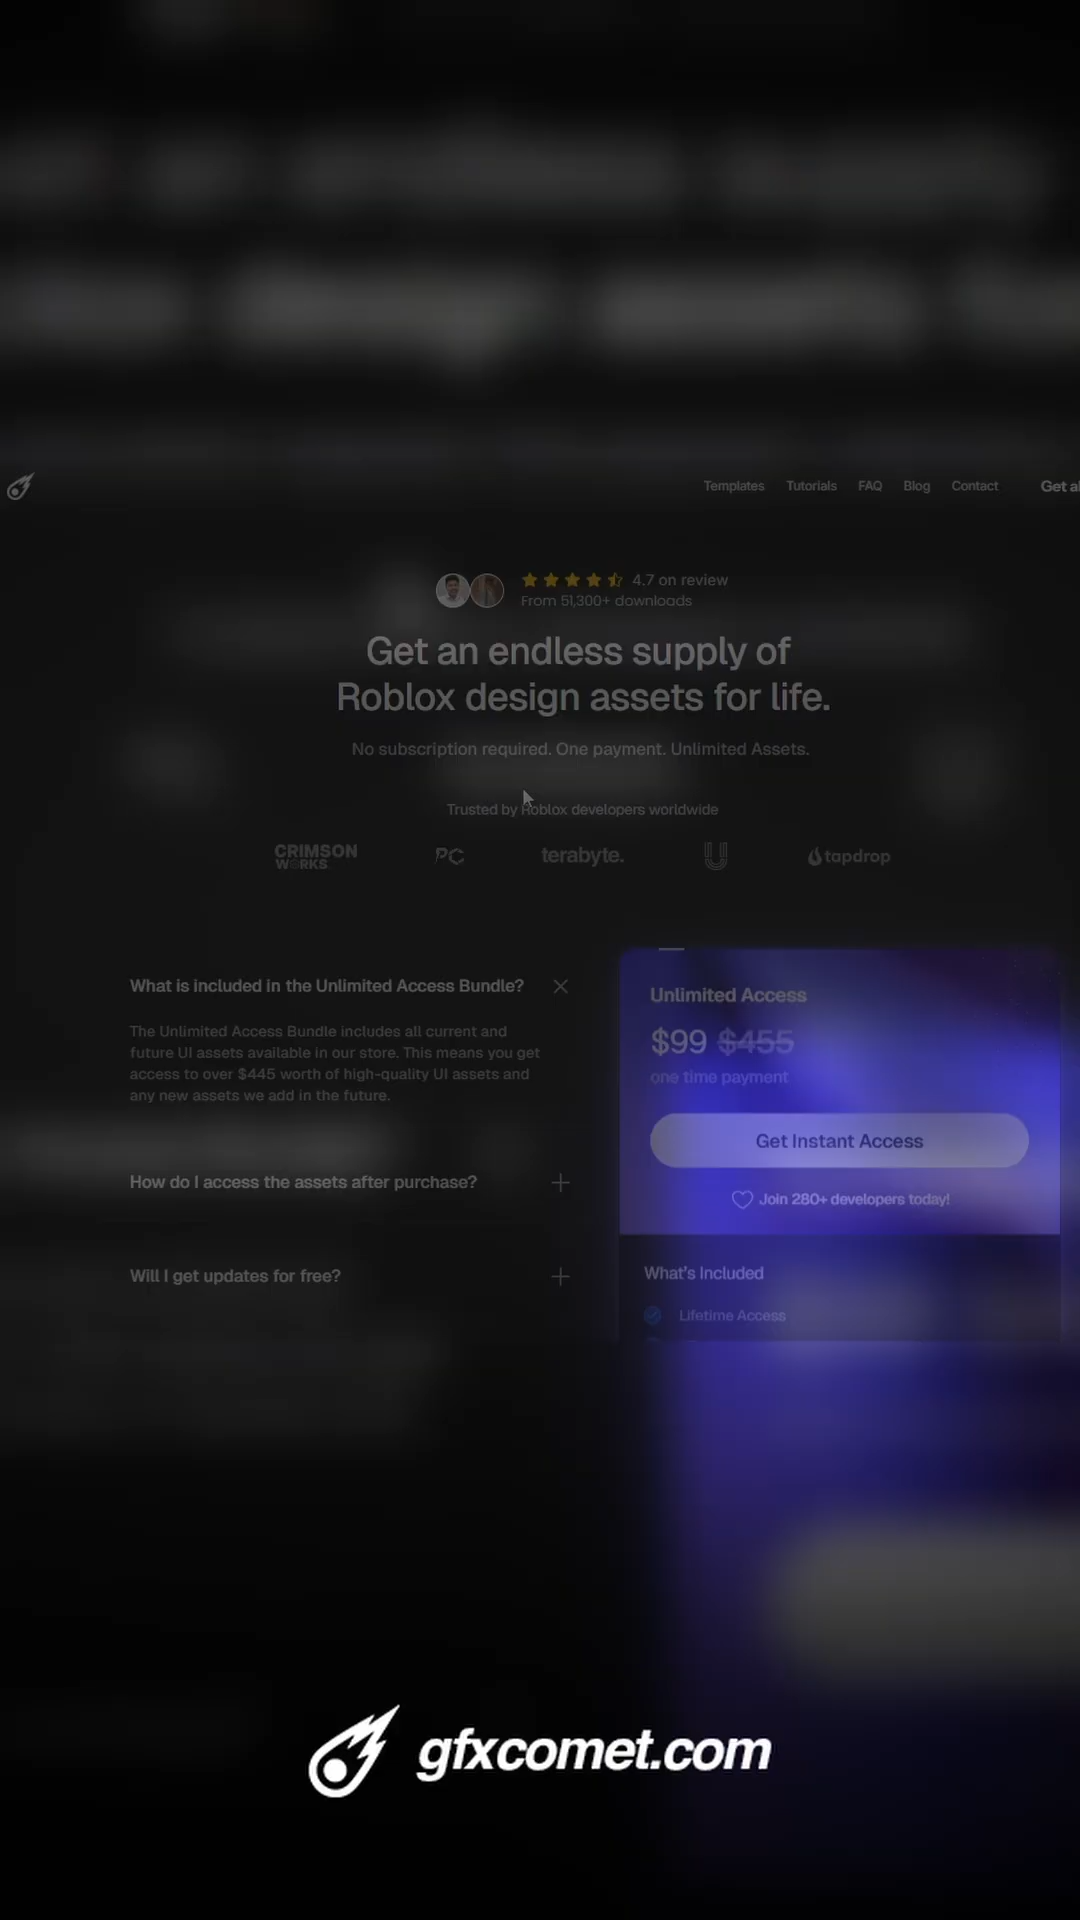 Templates Tutorials FAQ Blog Contact Get al
4.7 on review
From 51,300+ downloads
Get an endless supply of
Roblox design assets for life.
No subscription required. One payment. Unlimited Assets.
Trusted by Roblox developers worldwide
CRIMSON
WORKS
PC
terabyte.
U
tapdrop
What is included in the Unlimited Access Bundle?
The Unlimited Access Bundle includes all current and
future UI assets available in our store. This means you get
access to over $445 worth of high-quality UI assets and
any new assets we add in the future.
How do I access the assets after purchase?
Will I get updates for free?
Unlimited Access
$99 $455
one time payment
Get Instant Access
Join 280+ developers today!
What's Included
Lifetime Access
gfxcomet.com